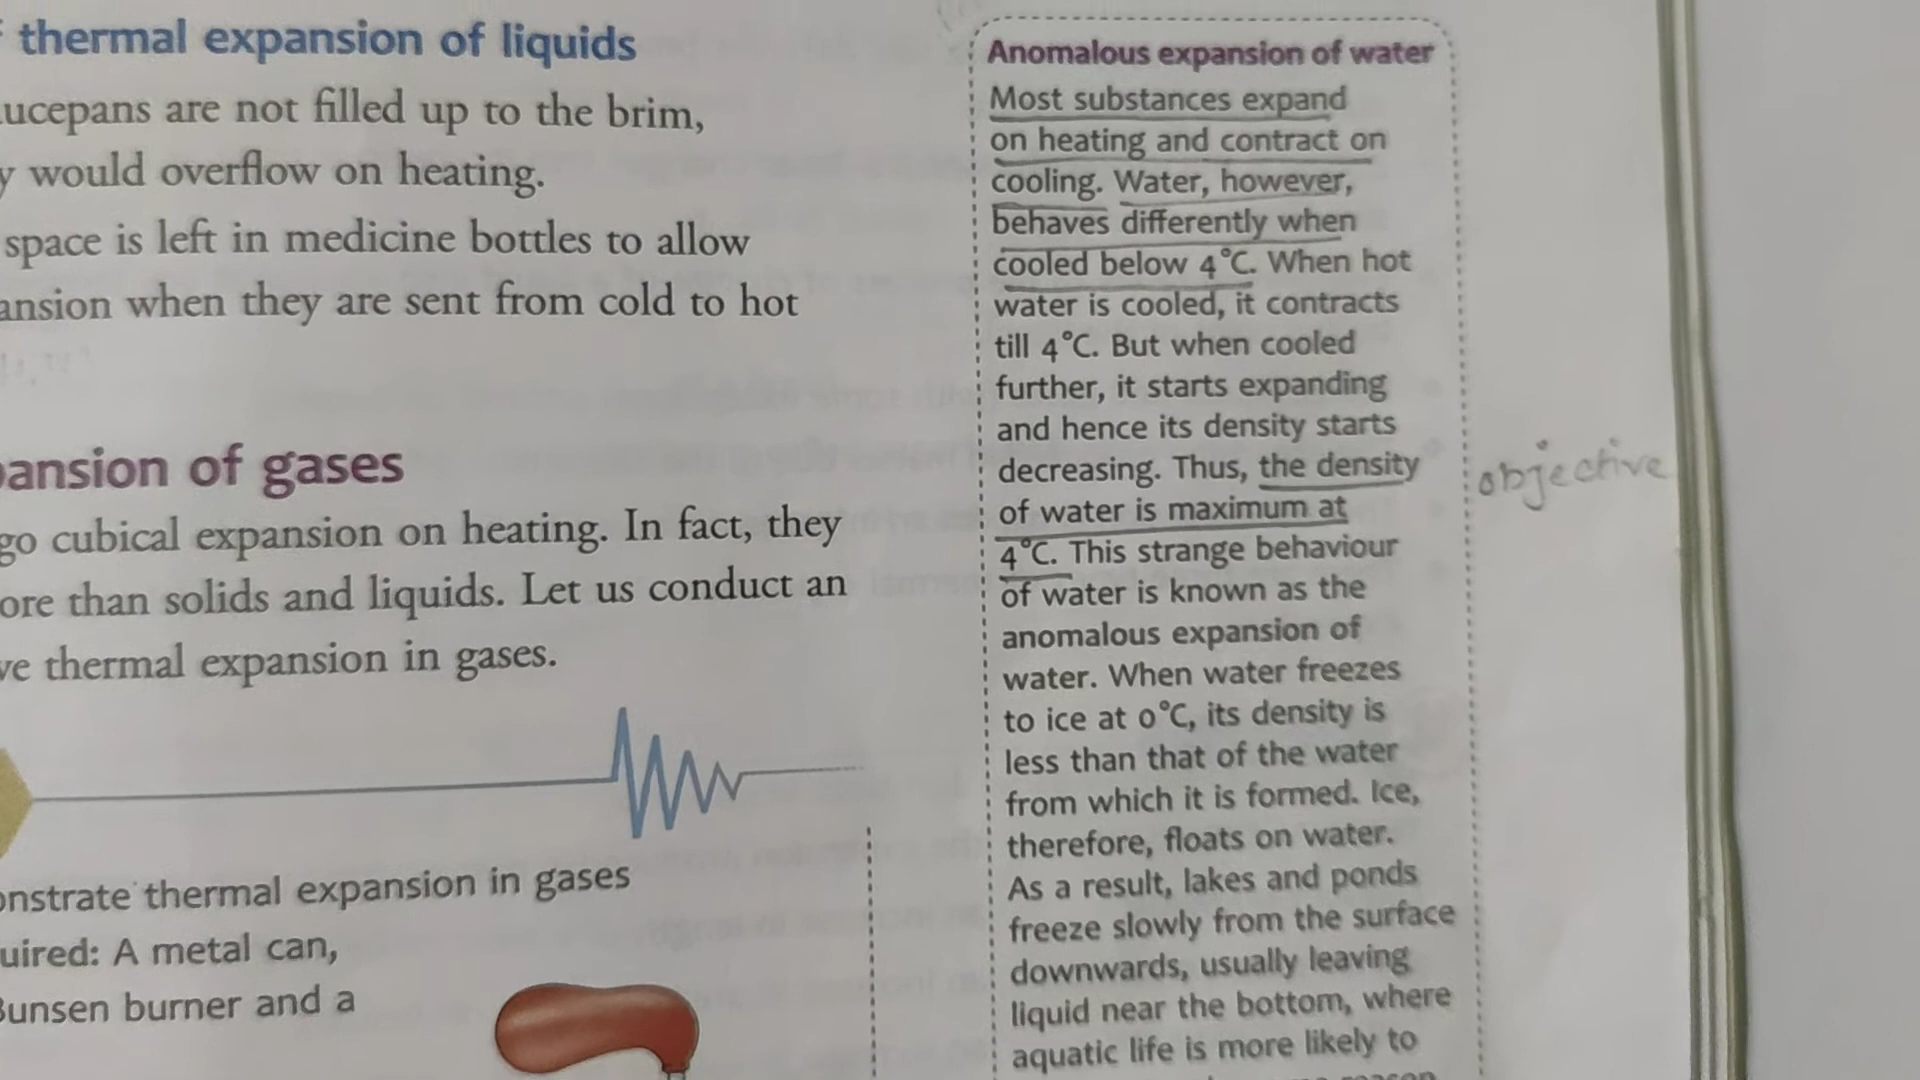 thermal expansion of liquids
are not filled up to the brim,
would overflow on heating.
space is left in medicine bottles to allow
when they are sent from cold to hot
of gases
go cubical expansion on heating. In fact, they
than solids and liquids. Let us conduct an
thermal expansion in gases.
thermal expansion in gases
A metal can,
burner and a
Anomalous expansion of water
Most substances expand
on heating and contract on
cooling. Water, however,
behaves differently when
cooled below 4°C. When hot
water is cooled, it contracts
till 4°C. But when cooled
further, it starts expanding
and hence its density starts
decreasing. Thus, the density
of water is maximum at
4°C. This strange behaviour
of water is known as the
anomalous expansion of
water. When water freezes
to ice at 0°C, its density is
less than that of the water
from which it is formed. Ice,
therefore, floats on water.
As a result, lakes and ponds
freeze slowly from the surface
downwards, usually leaving
liquid near the bottom, where
aquatic life is more likely to
objective